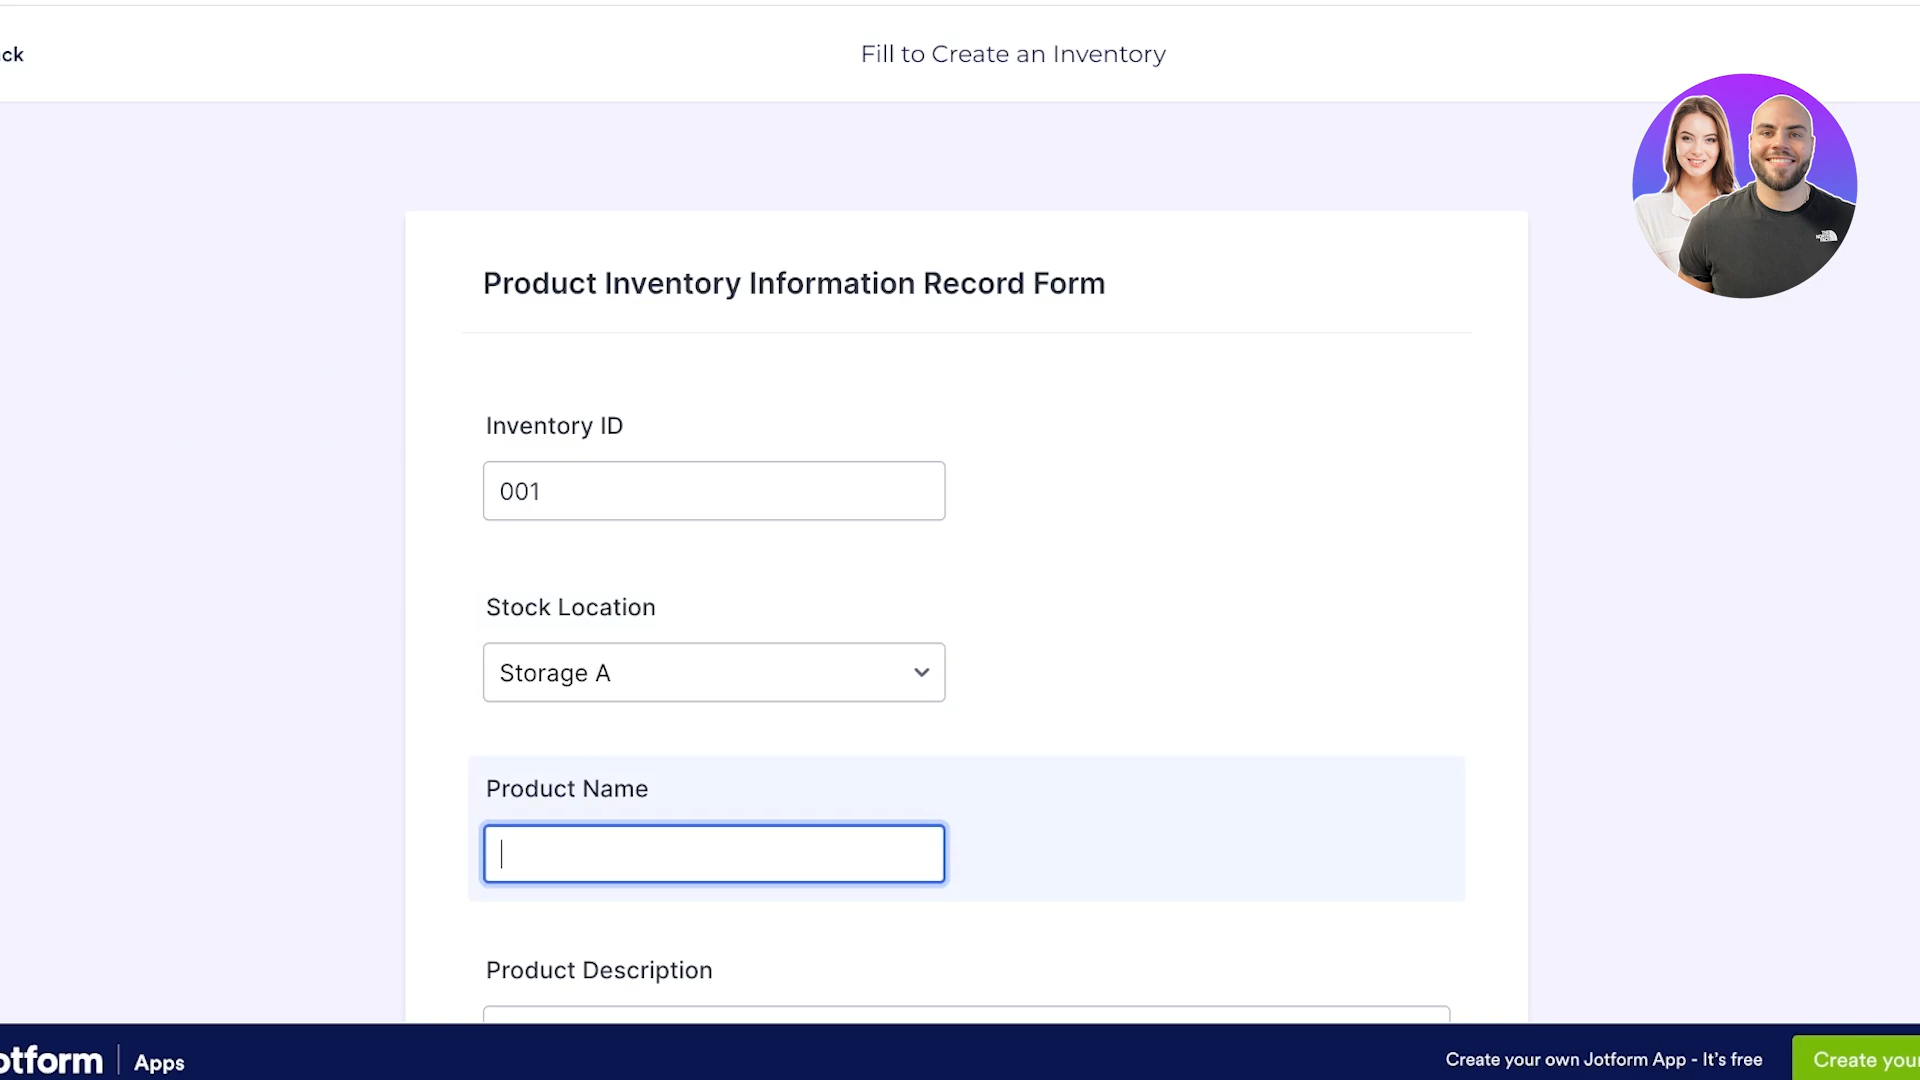 ck
Fill to Create an Inventory
Product Inventory Information Record Form
Inventory ID
001
Stock Location
Storage A
Product Name
Product Description
otform
Apps
Create your own Jotform App - It's free
Create your